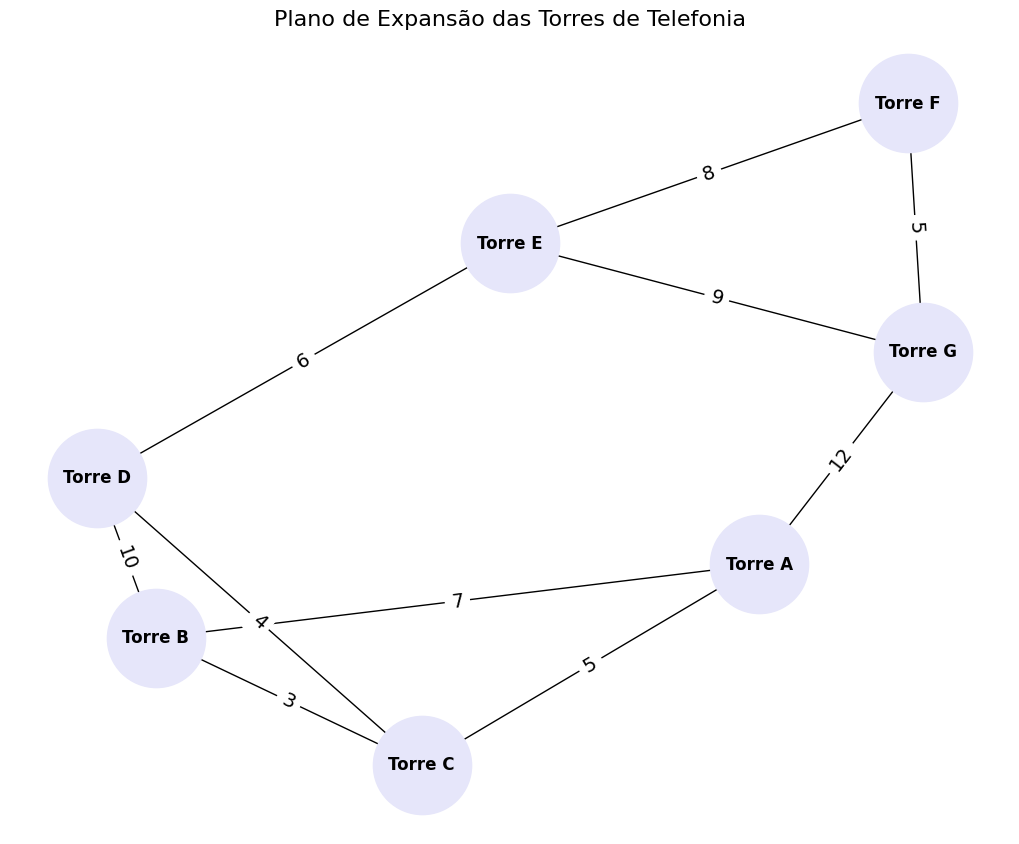 Plano de Expansão das Torres de Telefonia
Torre F
8
Torre E
5
9
Torre G
6
12
Torre D
10
Torre A
7
4
Torre B
5
3
Torre C